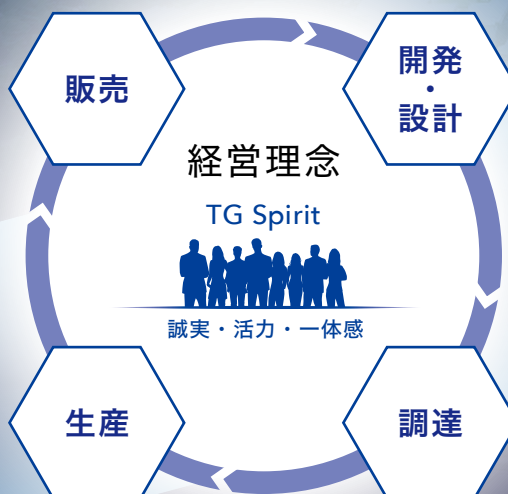 販売
開発
・
設計
経営理念
TG Spirit
誠実・活力・一体感
生産
調達